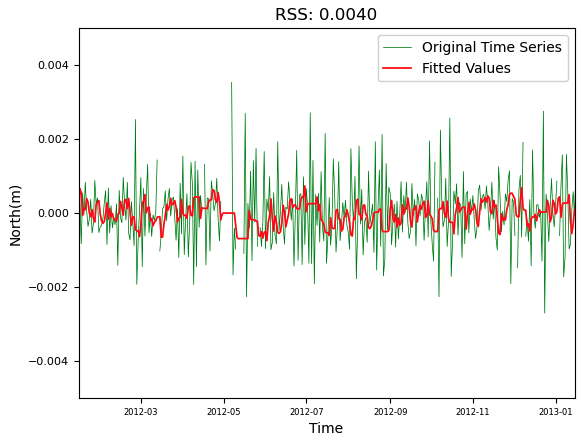 RSS: 0.0040
Original Time Series
Fitted Values
North(m)
0.004
0.002
0.000
−0.002
−0.004
2012-03
2012-05
2012-07
2012-09
2012-11
2013-01
Time